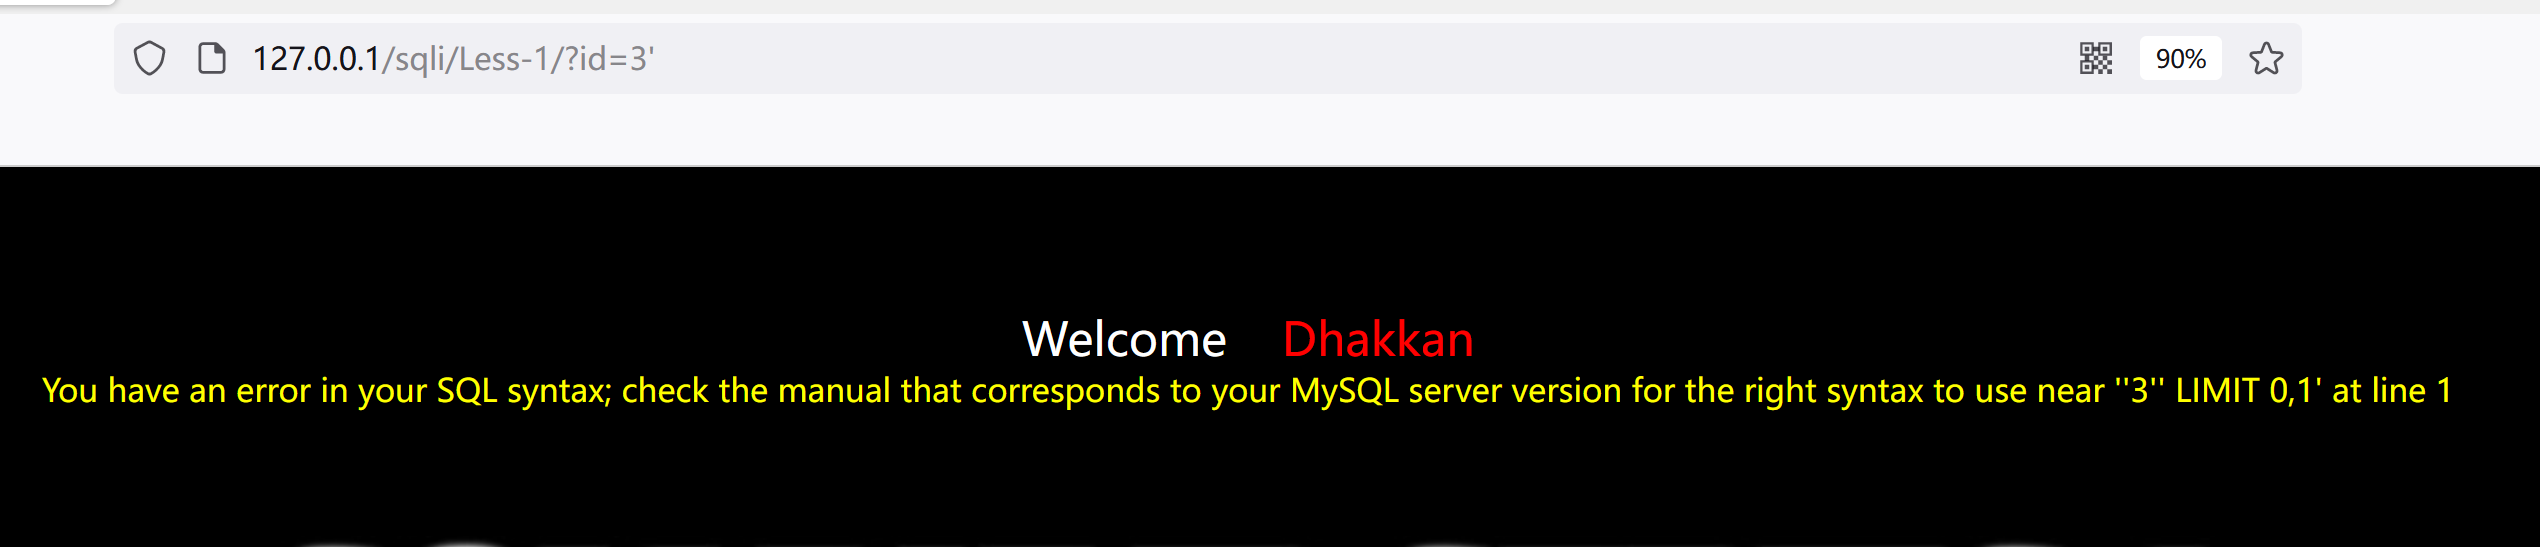 127.0.0.1/sqli/Less-1/?id=3'
90%
Welcome Dhakkan
You have an error in your SQL syntax; check the manual that corresponds to your MySQL server version for the right syntax to use near ''3'' LIMIT 0,1' at line 1